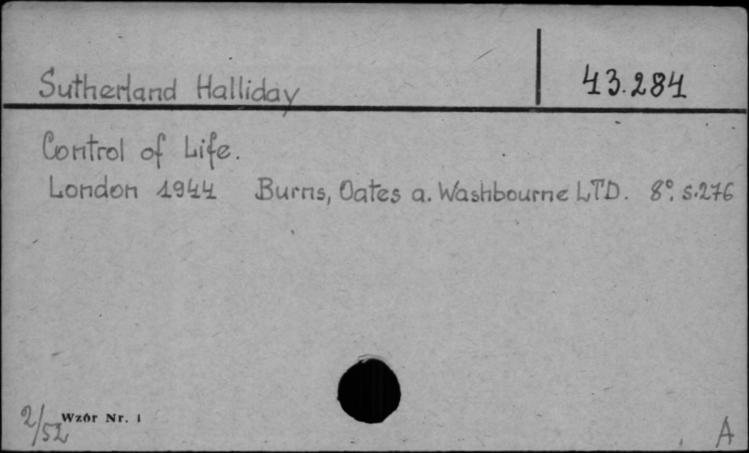 Sutherland Halliday
43.284
Control of Life.
London 1944 Burns, Oates a. Washbourne LTD. 8° s.276
2/52
Wzór Nr. 1
A